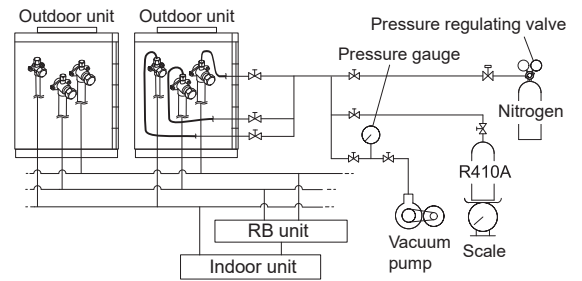 Outdoor unit
Outdoor unit
Pressure regulating valve
Pressure gauge
Nitrogen
R410A
RB unit
Vacuum
pump
Scale
Indoor unit